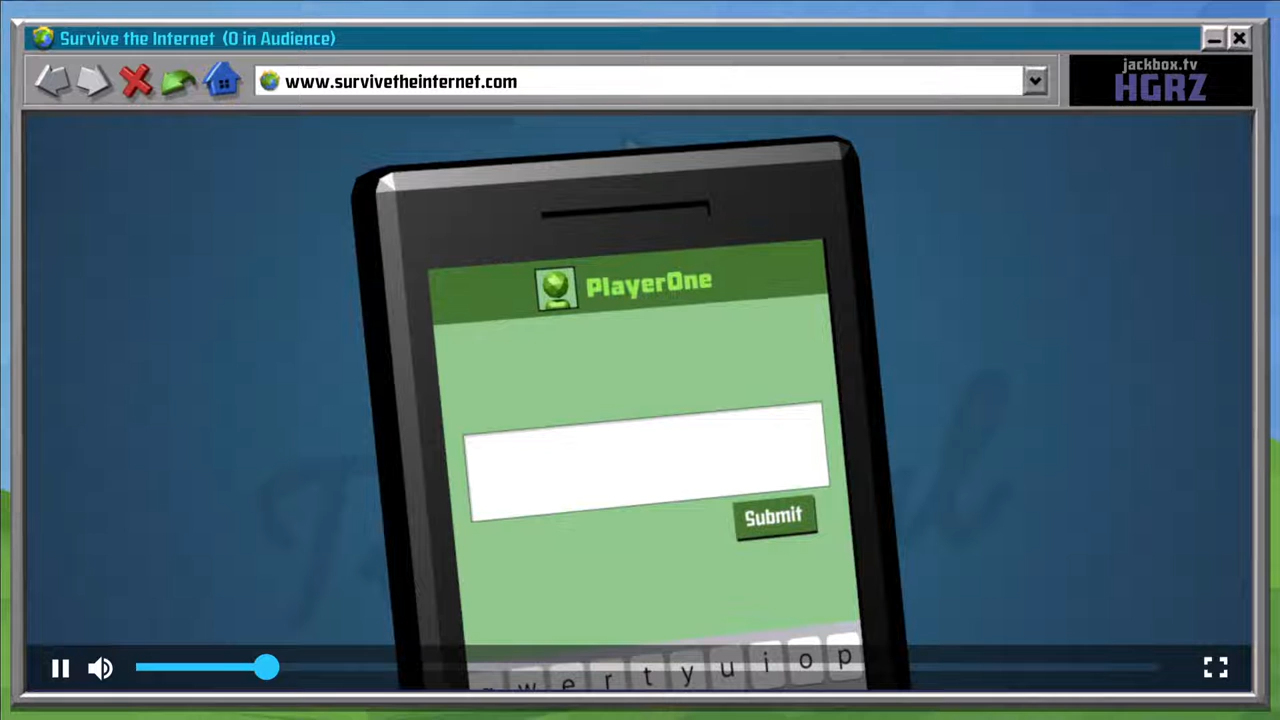 Survive the Internet (0 in Audience)
www.survivetheinternet.com
jackbox.tv
HGRZ
PlayerOne
Submit
w e r t y u i o p